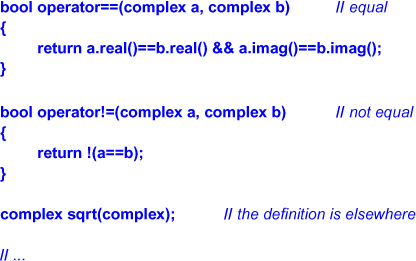 bool operator==(complex a, complex b) // equal
{
return a.real()==b.real() && a.imag()==b.imag();
}
bool operator!=(complex a, complex b) // not equal
{
return !(a==b);
}
complex sqrt(complex); // the definition is elsewhere
// ...